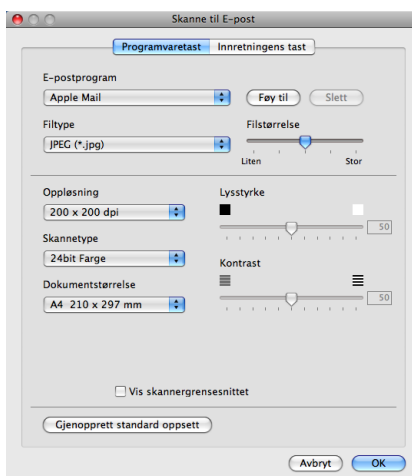 Skanne til E-post
Programvaretast Innretningens tast
E-postprogram
Apple Mail Føy til Slett
Filtype Filstørrelse
JPEG (*.jpg)
Liten Stor
Oppløsning Lysstyrke
200 x 200 dpi
50
Skannetype
24bit Farge Kontrast
Dokumentstørrelse
A4 210 x 297 mm 50
Vis skannergrensesnittet
Gjenopprett standard oppsett
Avbryt OK